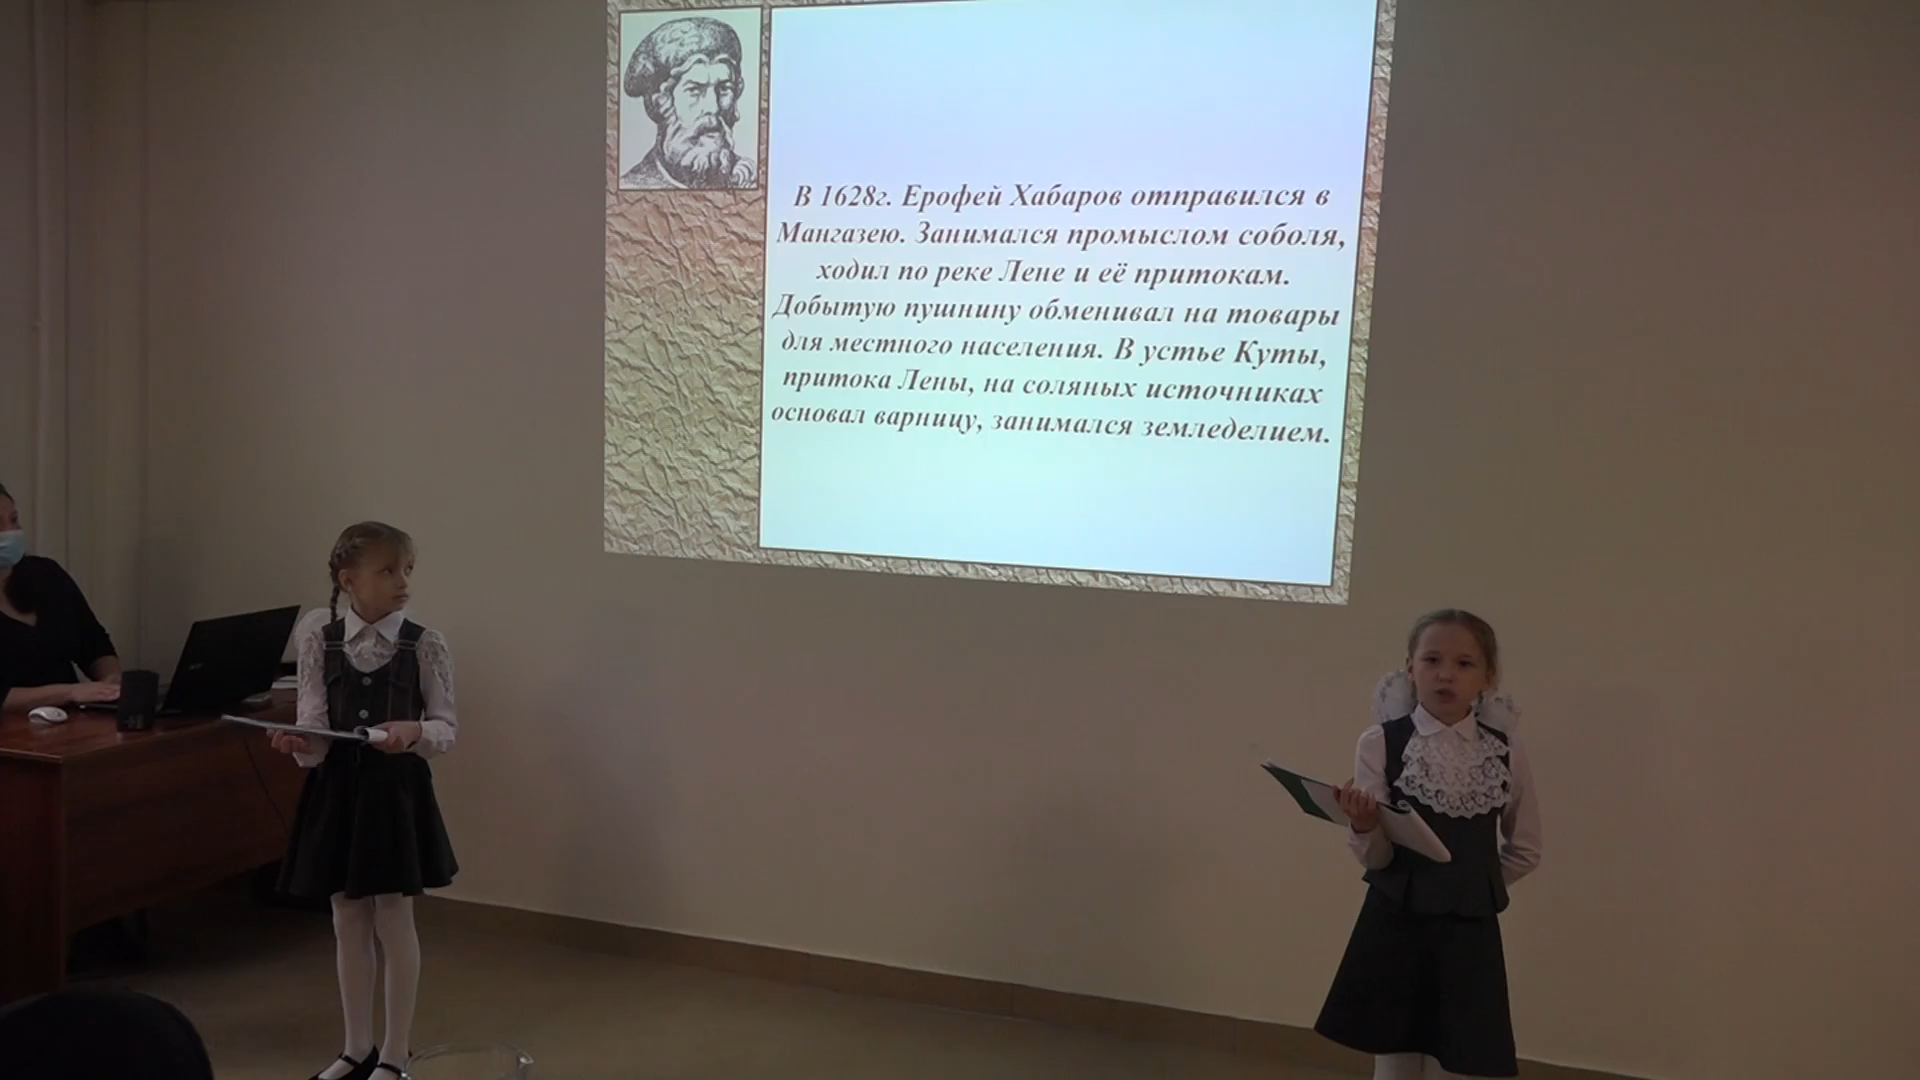 В 1628г. Ерофей Хабаров отправился в
Мангазею. Занимался промыслом соболя,
ходил по реке Лене и её притокам.
Добытую пушнину обменивал на товары
для местного населения. В устье Куты,
притока Лены, на соляных источниках
основал варницу, занимался земледелием.